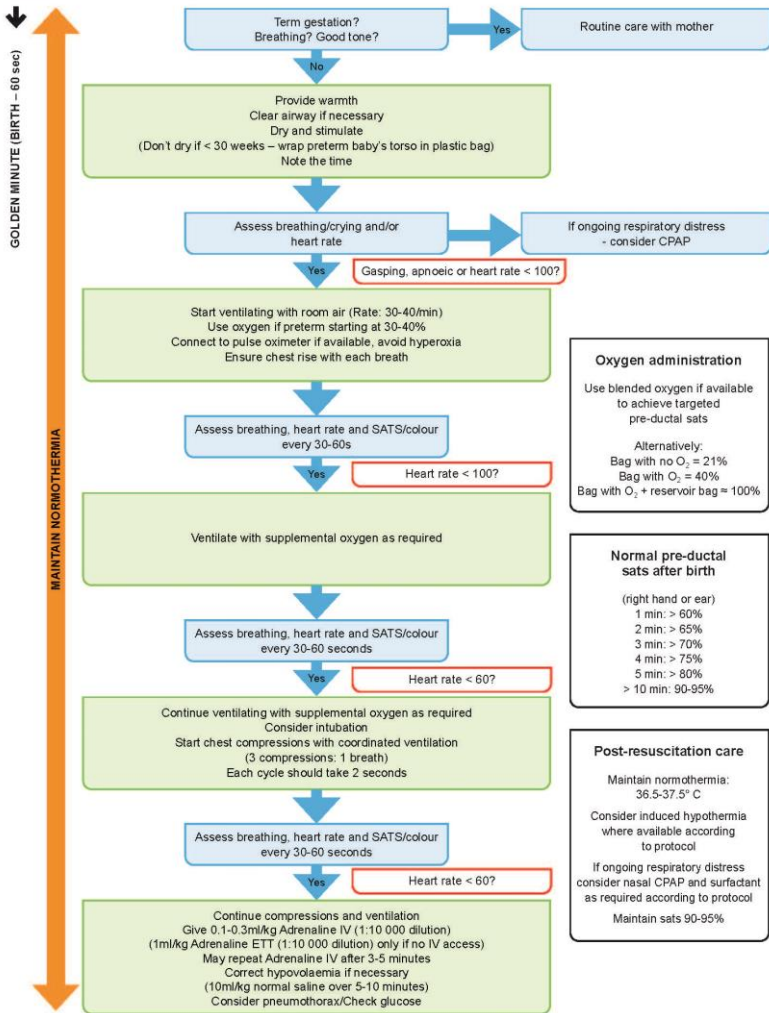 GOLDEN MINUTE (BIRTH – 60 sec)
MAINTAIN NORMOTHERMIA
Term gestation?
Breathing? Good tone?
Yes
Routine care with mother
No
Provide warmth
Clear airway if necessary
Dry and stimulate
(Don't dry if < 30 weeks – wrap preterm baby's torso in plastic bag)
Note the time
Assess breathing/crying and/or
heart rate
If ongoing respiratory distress
- consider CPAP
Yes
Gasping, apnoeic or heart rate < 100?
Start ventilating with room air (Rate: 30-40/min)
Use oxygen if preterm starting at 30-40%
Connect to pulse oximeter if available, avoid hyperoxia
Ensure chest rise with each breath
Assess breathing, heart rate and SATS/colour
every 30-60s
Yes
Heart rate < 100?
Ventilate with supplemental oxygen as required
Assess breathing, heart rate and SATS/colour
every 30-60 seconds
Yes
Heart rate < 60?
Continue ventilating with supplemental oxygen as required
Consider intubation
Start chest compressions with coordinated ventilation
(3 compressions: 1 breath)
Each cycle should take 2 seconds
Assess breathing, heart rate and SATS/colour
every 30-60 seconds
Yes
Heart rate < 60?
Continue compressions and ventilation
Give 0.1-0.3ml/kg Adrenaline IV (1:10 000 dilution)
(1ml/kg Adrenaline ETT (1:10 000 dilution) only if no IV access)
May repeat Adrenaline IV after 3-5 minutes
Correct hypovolaemia if necessary
(10ml/kg normal saline over 5-10 minutes)
Consider pneumothorax/Check glucose
Oxygen administration
Use blended oxygen if available
to achieve targeted
pre-ductal sats
Alternatively:
Bag with no O₂ = 21%
Bag with O₂ = 40%
Bag with O₂ + reservoir bag ≈ 100%
Normal pre-ductal
sats after birth
(right hand or ear)
1 min: > 60%
2 min: > 65%
3 min: > 70%
4 min: > 75%
5 min: > 80%
> 10 min: 90-95%
Post-resuscitation care
Maintain normothermia:
36.5-37.5° C
Consider induced hypothermia
where available according
to protocol
If ongoing respiratory distress
consider nasal CPAP and surfactant
as required according to protocol
Maintain sats 90-95%